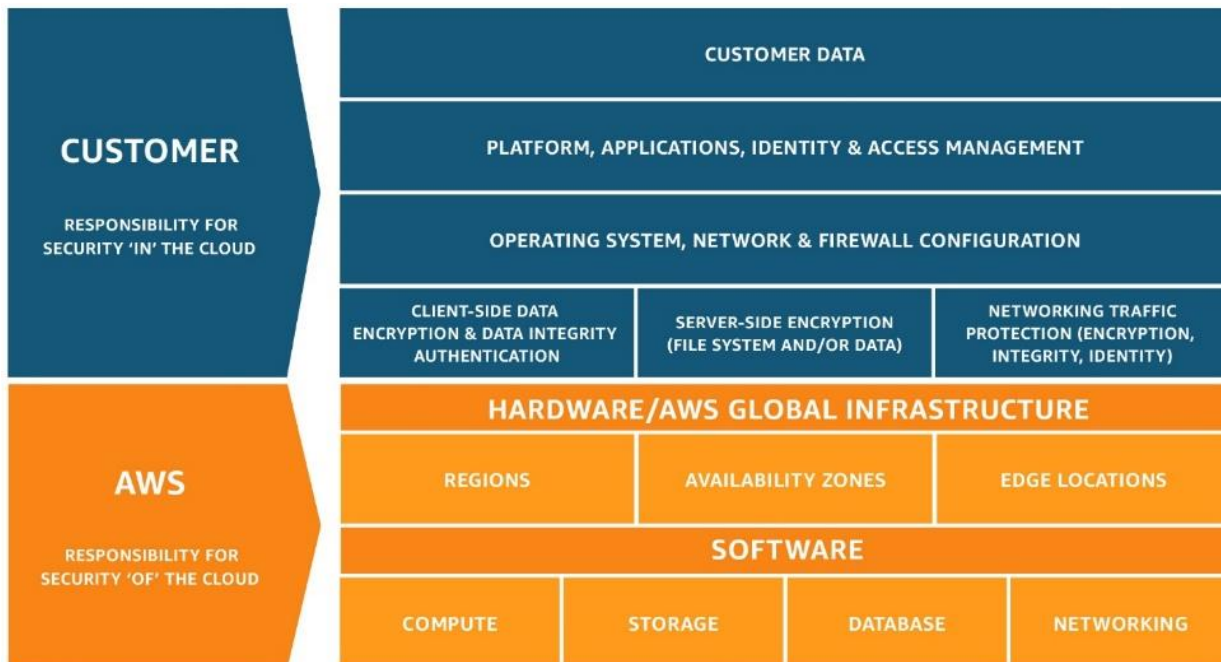 CUSTOMER
RESPONSIBILITY FOR
SECURITY ‘IN’ THE CLOUD
CUSTOMER DATA
PLATFORM, APPLICATIONS, IDENTITY & ACCESS MANAGEMENT
OPERATING SYSTEM, NETWORK & FIREWALL CONFIGURATION
CLIENT-SIDE DATA
ENCRYPTION & DATA INTEGRITY
AUTHENTICATION
SERVER-SIDE ENCRYPTION
(FILE SYSTEM AND/OR DATA)
NETWORKING TRAFFIC
PROTECTION (ENCRYPTION,
INTEGRITY, IDENTITY)
AWS
RESPONSIBILITY FOR
SECURITY ‘OF’ THE CLOUD
HARDWARE/AWS GLOBAL INFRASTRUCTURE
REGIONS
AVAILABILITY ZONES
EDGE LOCATIONS
SOFTWARE
COMPUTE
STORAGE
DATABASE
NETWORKING